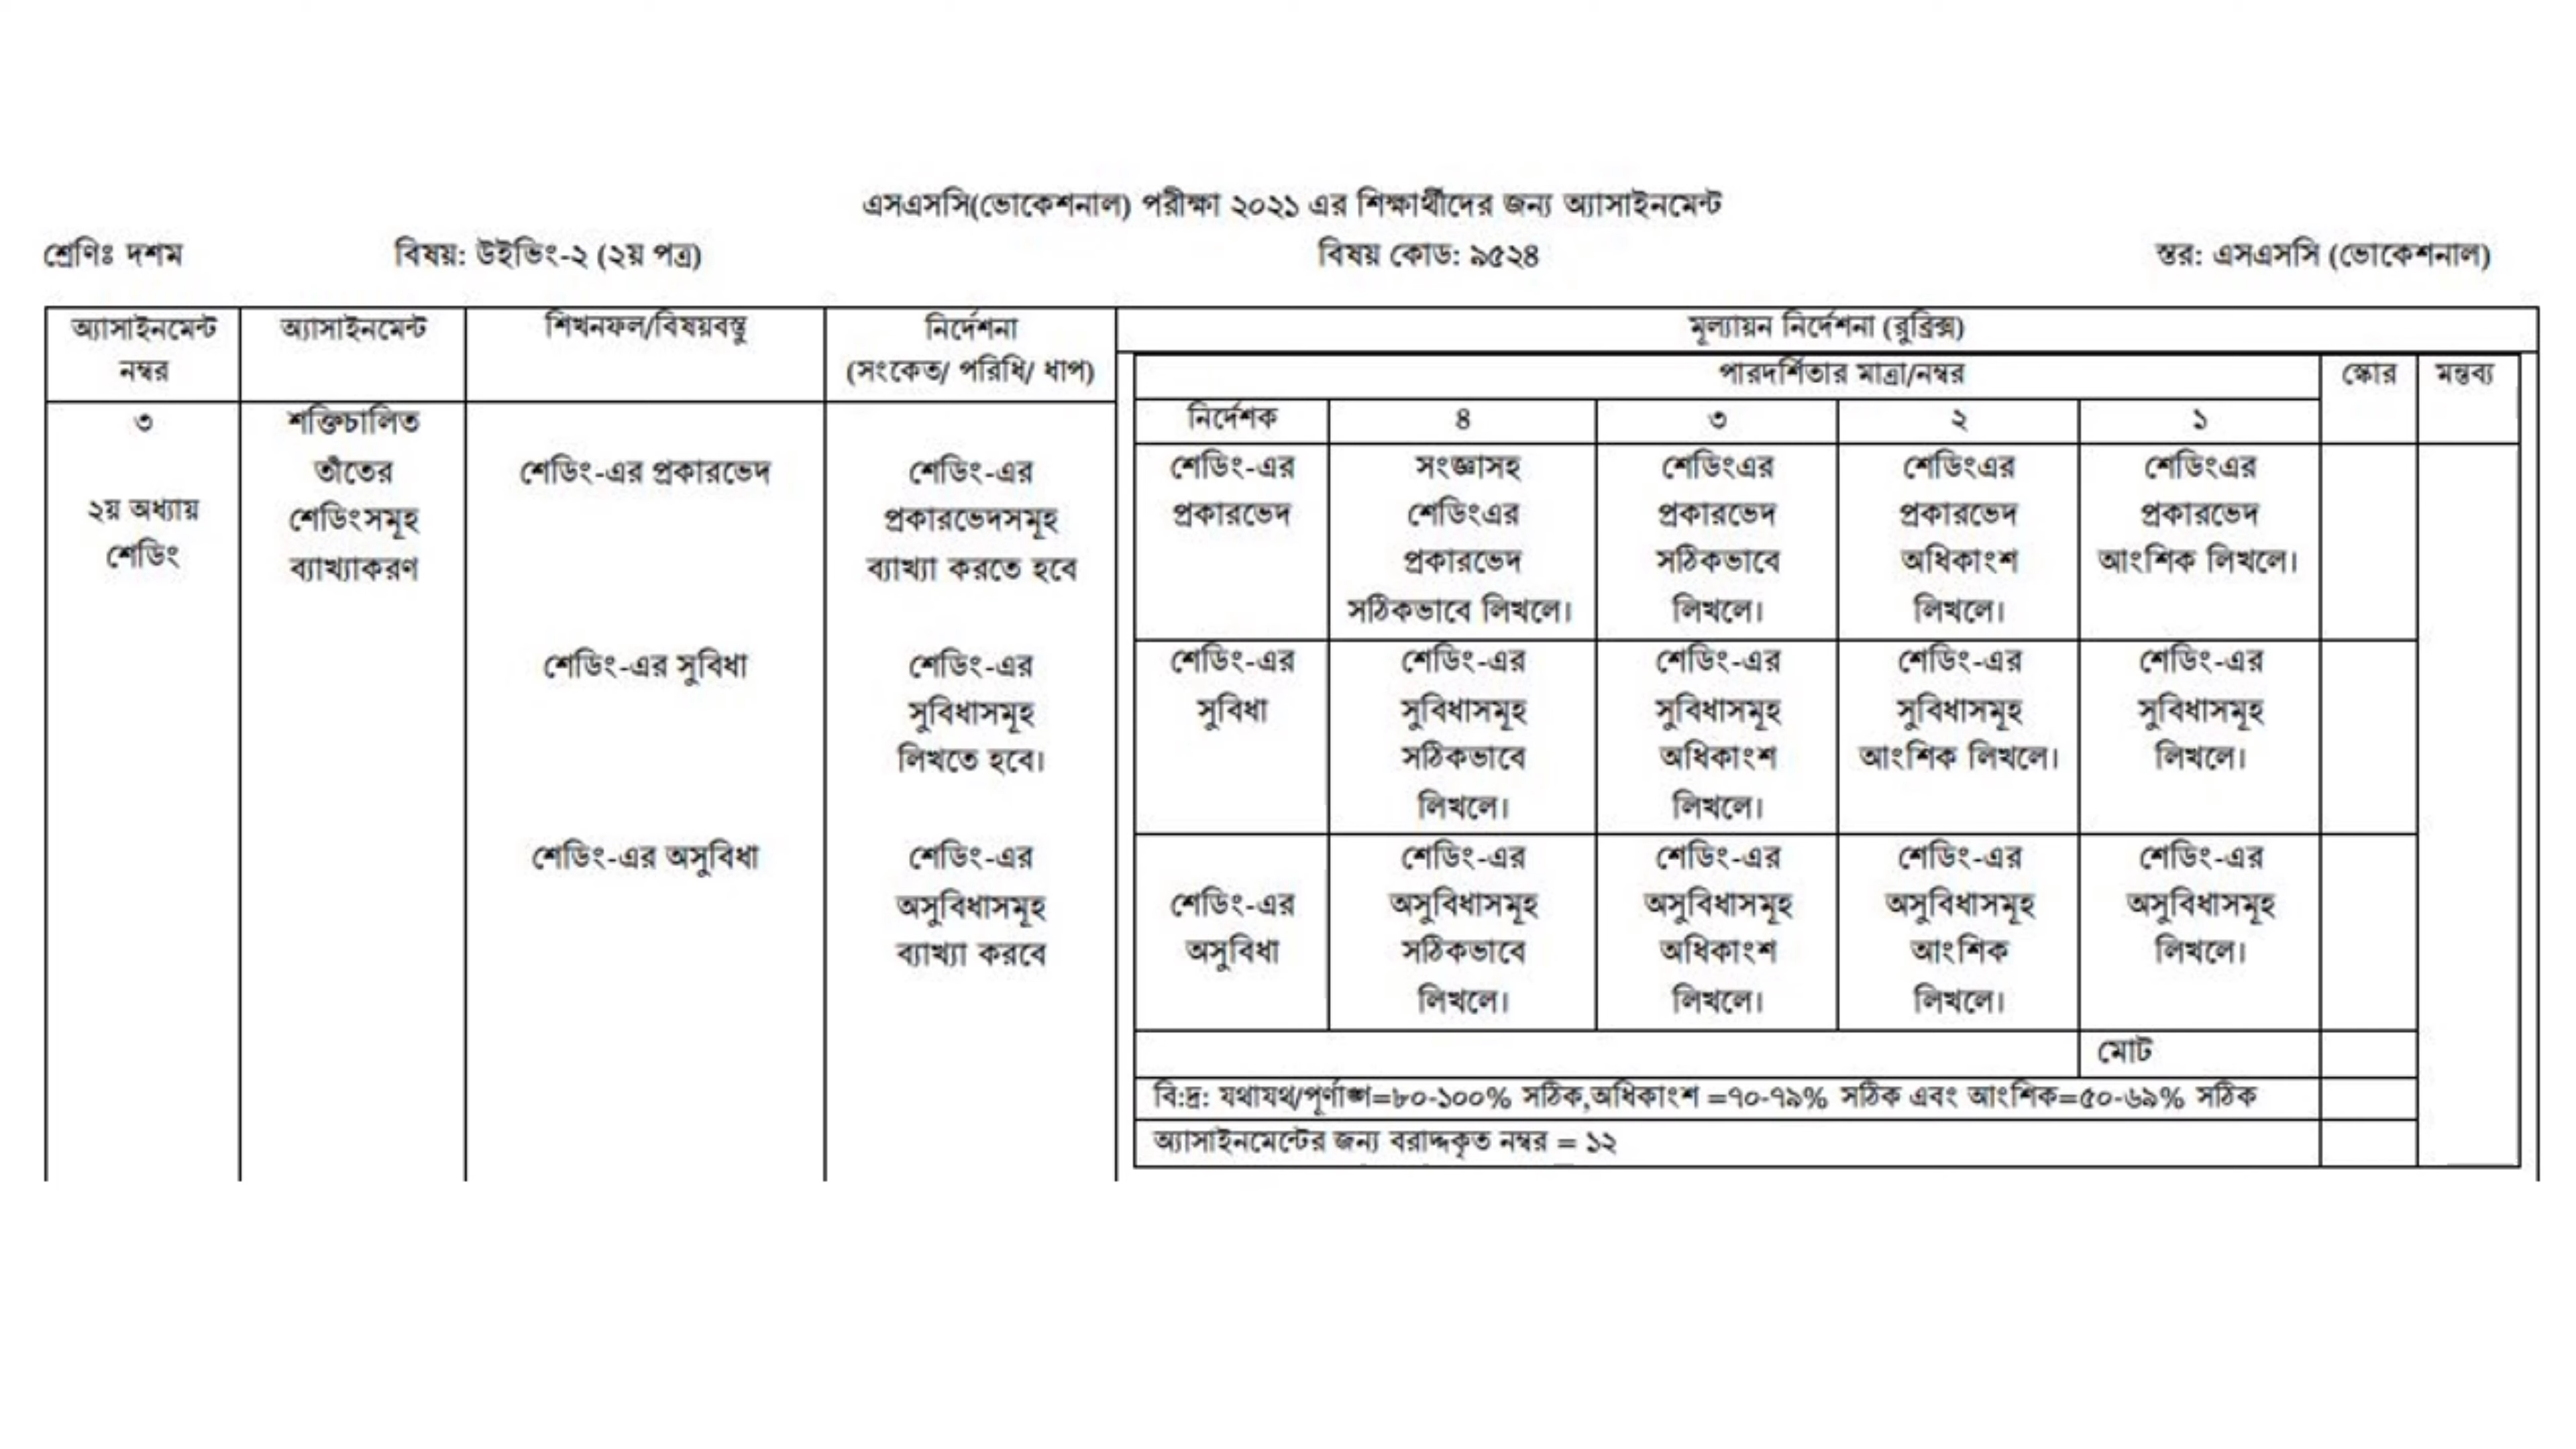 এসএসসি(ভোকেশনাল) পরীক্ষা ২০২১ এর শিক্ষার্থীদের জন্য অ্যাসাইনমেন্ট
শ্রেণিঃ দশম বিষয়: উইভিং-২ (২য় পত্র) বিষয় কোড: ৯৫২৪ স্তর: এসএসসি (ভোকেশনাল)
অ্যাসাইনমেন্ট
নম্বর
অ্যাসাইনমেন্ট
শিখনফল/বিষয়বস্তু
নির্দেশনা
(সংকেত/ পরিধি/ ধাপ)
মূল্যায়ন নির্দেশনা (রুব্রিক্স)
পারদর্শিতার মাত্রা/নম্বর
স্কোর
মন্তব্য
নির্দেশক ৪ ৩ ২ ১
৩
২য় অধ্যায়
শেডিং
শক্তিচালিত
তাঁতের
শেডিংসমূহ
ব্যাখ্যাকরণ
শেডিং-এর প্রকারভেদ
শেডিং-এর সুবিধা
শেডিং-এর অসুবিধা
শেডিং-এর
প্রকারভেদসমূহ
ব্যাখ্যা করতে হবে
শেডিং-এর
সুবিধাসমূহ
লিখতে হবে।
শেডিং-এর
অসুবিধাসমূহ
ব্যাখ্যা করবে
শেডিং-এর
প্রকারভেদ
সংজ্ঞাসহ
শেডিংএর
প্রকারভেদ
সঠিকভাবে লিখলে।
শেডিংএর
প্রকারভেদ
সঠিকভাবে
লিখলে।
শেডিংএর
প্রকারভেদ
অধিকাংশ
লিখলে।
শেডিংএর
প্রকারভেদ
আংশিক লিখলে।
শেডিং-এর
সুবিধা
শেডিং-এর
সুবিধাসমূহ
সঠিকভাবে
লিখলে।
শেডিং-এর
সুবিধাসমূহ
অধিকাংশ
লিখলে।
শেডিং-এর
সুবিধাসমূহ
আংশিক লিখলে।
শেডিং-এর
সুবিধাসমূহ
লিখলে।
শেডিং-এর
অসুবিধা
শেডিং-এর
অসুবিধাসমূহ
সঠিকভাবে
লিখলে।
শেডিং-এর
অসুবিধাসমূহ
অধিকাংশ
লিখলে।
শেডিং-এর
অসুবিধাসমূহ
আংশিক
লিখলে।
শেডিং-এর
অসুবিধাসমূহ
লিখলে।
মোট
বি:দ্র: যথাযথ/পূর্ণাঙ্গ=৮০-১০০% সঠিক,অধিকাংশ =৭০-৭৯% সঠিক এবং আংশিক=৫০-৬৯% সঠিক
অ্যাসাইনমেন্টের জন্য বরাদ্দকৃত নম্বর = ১২